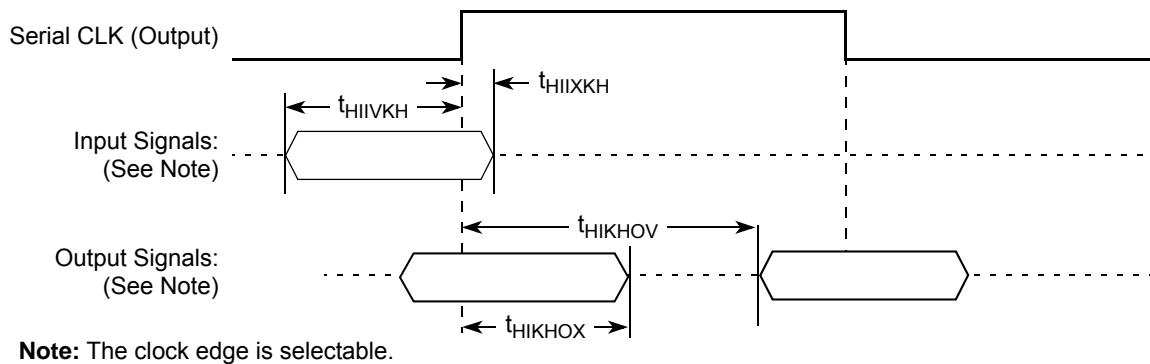 Serial CLK (Output)
tHIIXKH
tHIIVKH
Input Signals:
(See Note)
tHIKHOV
Output Signals:
(See Note)
tHIKHOX
Note: The clock edge is selectable.